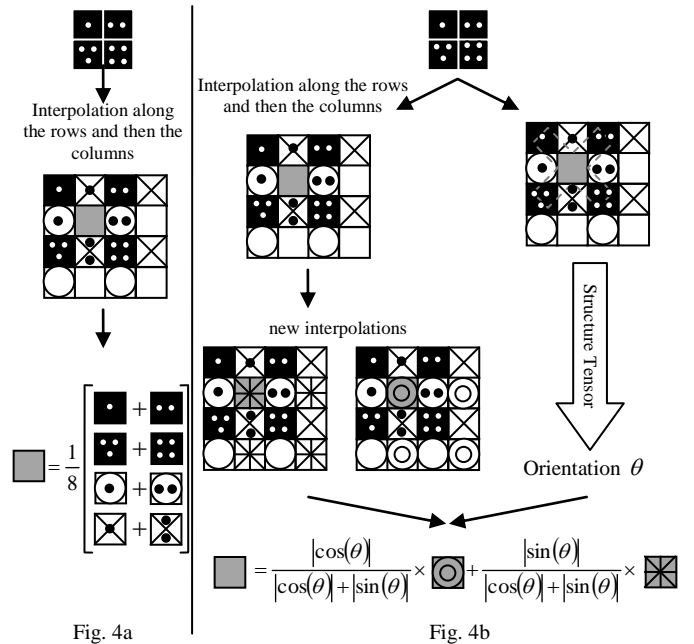 Interpolation along
the rows and then the
columns
= 1/8 [ + + + + ]
Fig. 4a
Interpolation along the rows
and then the columns
new interpolations
Structure Tensor
Orientation θ
= |cos(θ)| / (|cos(θ)| + |sin(θ)|) × + |sin(θ)| / (|cos(θ)| + |sin(θ)|) ×
Fig. 4b